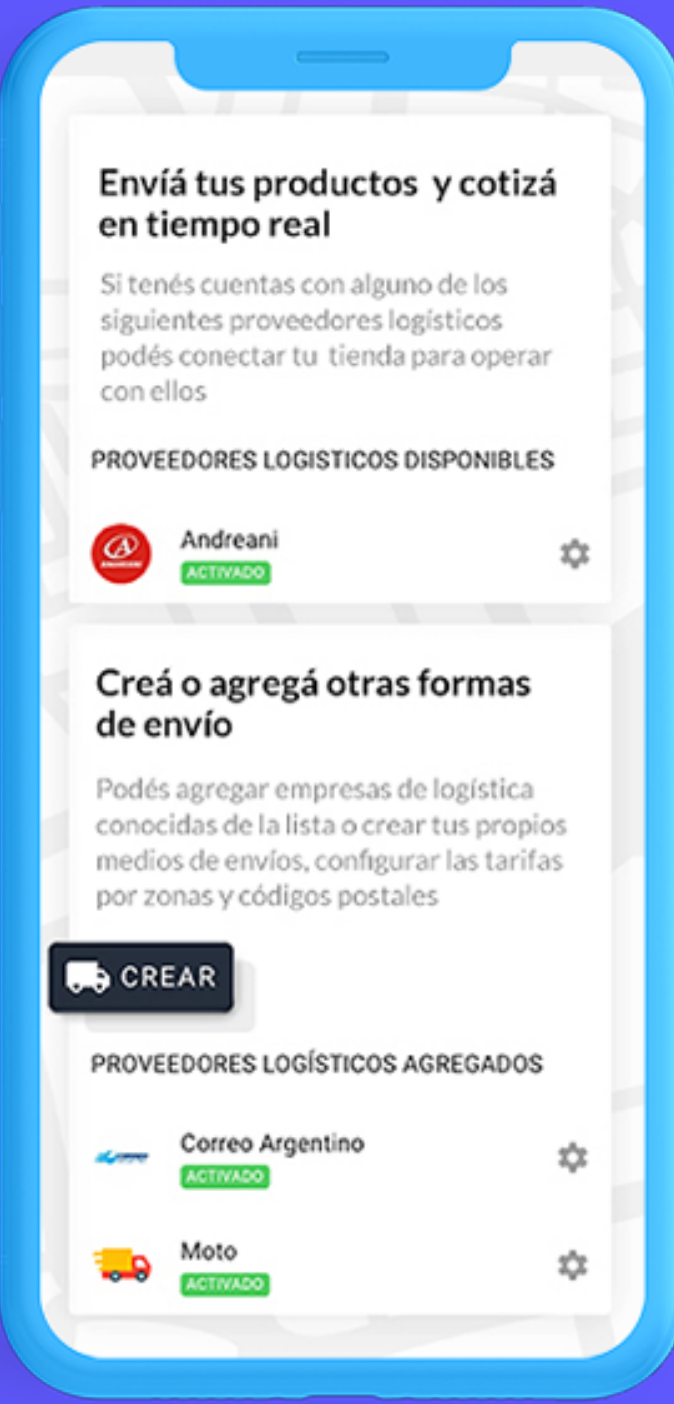 Envíá tus productos y cotizá
en tiempo real
Si tenés cuentas con alguno de los
siguientes proveedores logísticos
podés conectar tu tienda para operar
con ellos
PROVEEDORES LOGISTICOS DISPONIBLES
Andreani
ACTIVADO
Creá o agregá otras formas
de envío
Podés agregar empresas de logística
conocidas de la lista o crear tus propios
medios de envíos, configurar las tarifas
por zonas y códigos postales
CREAR
PROVEEDORES LOGÍSTICOS AGREGADOS
Correo Argentino
ACTIVADO
Moto
ACTIVADO